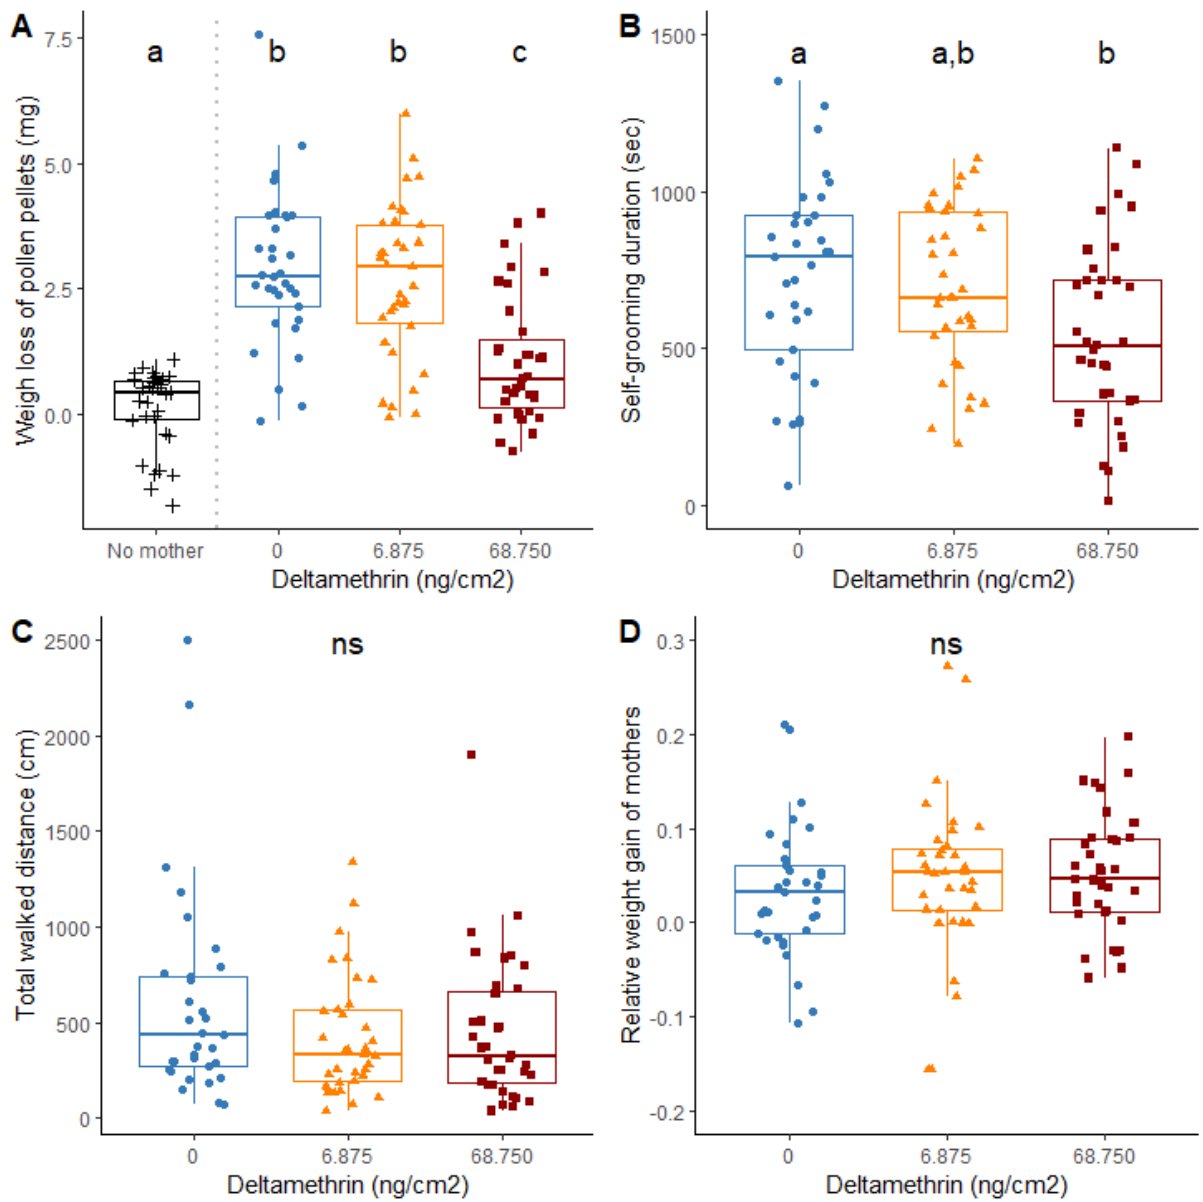 A
Weigh loss of pollen pellets (mg)
7.5
5.0
2.5
0.0
a
b
b
c
No mother
0
6.875
68.750
Deltamethrin (ng/cm2)
B
Self-grooming duration (sec)
1500
1000
500
0
a
a,b
b
0
6.875
68.750
Deltamethrin (ng/cm2)
C
Total walked distance (cm)
2500
2000
1500
1000
500
0
ns
0
6.875
68.750
Deltamethrin (ng/cm2)
D
Relative weight gain of mothers
0.3
0.2
0.1
0.0
-0.1
-0.2
ns
0
6.875
68.750
Deltamethrin (ng/cm2)